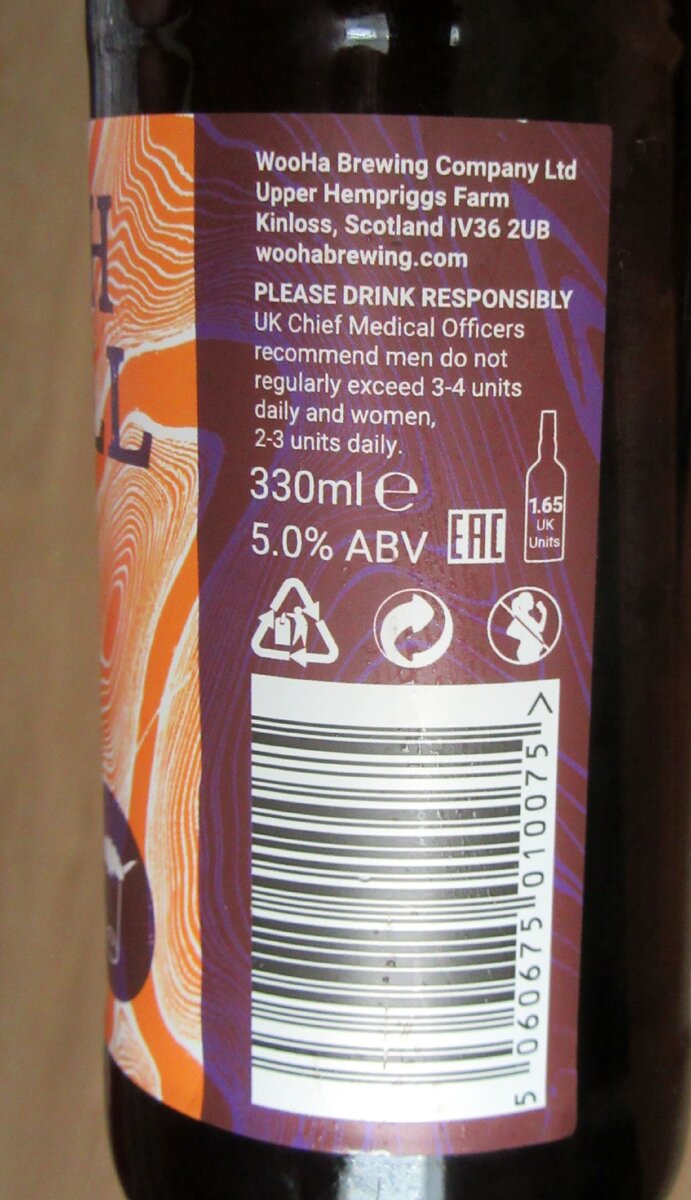 H
LL
WooHa Brewing Company Ltd
Upper Hempriggs Farm
Kinloss, Scotland IV36 2UB
woohabrewing.com
PLEASE DRINK RESPONSIBLY
UK Chief Medical Officers
recommend men do not
regularly exceed 3-4 units
daily and women,
2-3 units daily.
330ml e
5.0% ABV
EAC
1.65
UK
Units
5 060675 010075 >